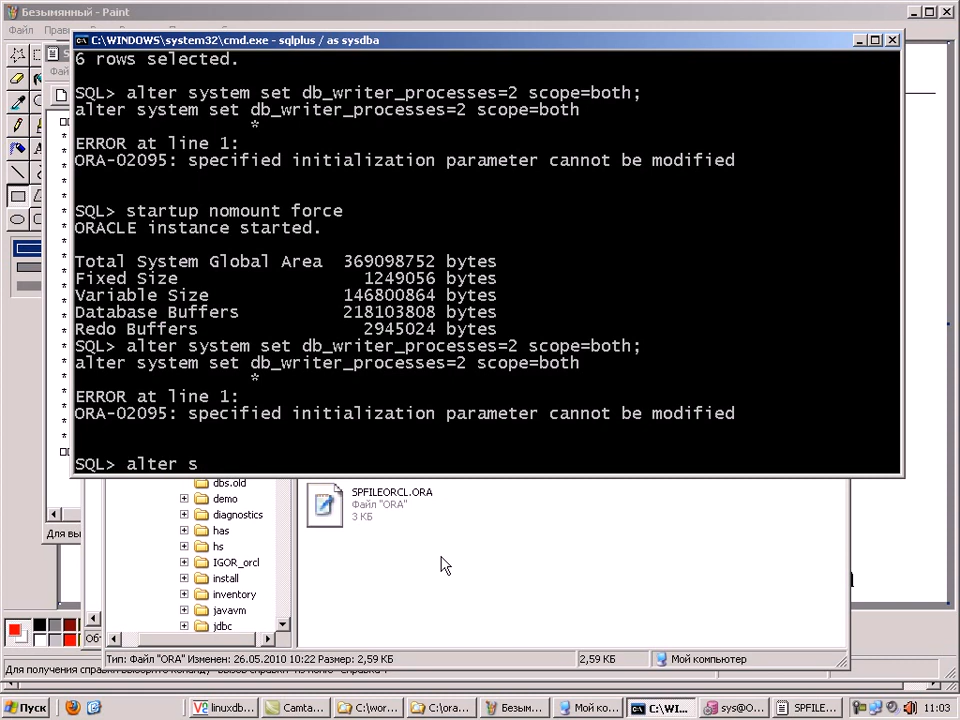 Безымянный - Paint
Файл
C:\WINDOWS\system32\cmd.exe - sqlplus / as sysdba
6 rows selected.
SQL> alter system set db_writer_processes=2 scope=both;
alter system set db_writer_processes=2 scope=both
*
ERROR at line 1:
ORA-02095: specified initialization parameter cannot be modified
SQL> startup nomount force
ORACLE instance started.
Total System Global Area 369098752 bytes
Fixed Size 1249056 bytes
Variable Size 146800864 bytes
Database Buffers 218103808 bytes
Redo Buffers 2945024 bytes
SQL> alter system set db_writer_processes=2 scope=both;
alter system set db_writer_processes=2 scope=both
*
ERROR at line 1:
ORA-02095: specified initialization parameter cannot be modified
SQL> alter s
dbs.old
demo
diagnostics
has
hs
IGOR_orcl
install
inventory
javavm
jdbc
SPFILEORCL.ORA
Файл "ORA"
3 КБ
Для вы
Тип: Файл "ORA" Изменен: 26.05.2010 10:22 Размер: 2,59 КБ
2,59 КБ
Мой компьютер
Для получения справки
Пуск
linuxdb...
Camta...
C:\wor...
C:\ora...
Безым...
Мой ко...
C:\WI...
sys@O...
SPFILE...
11:03